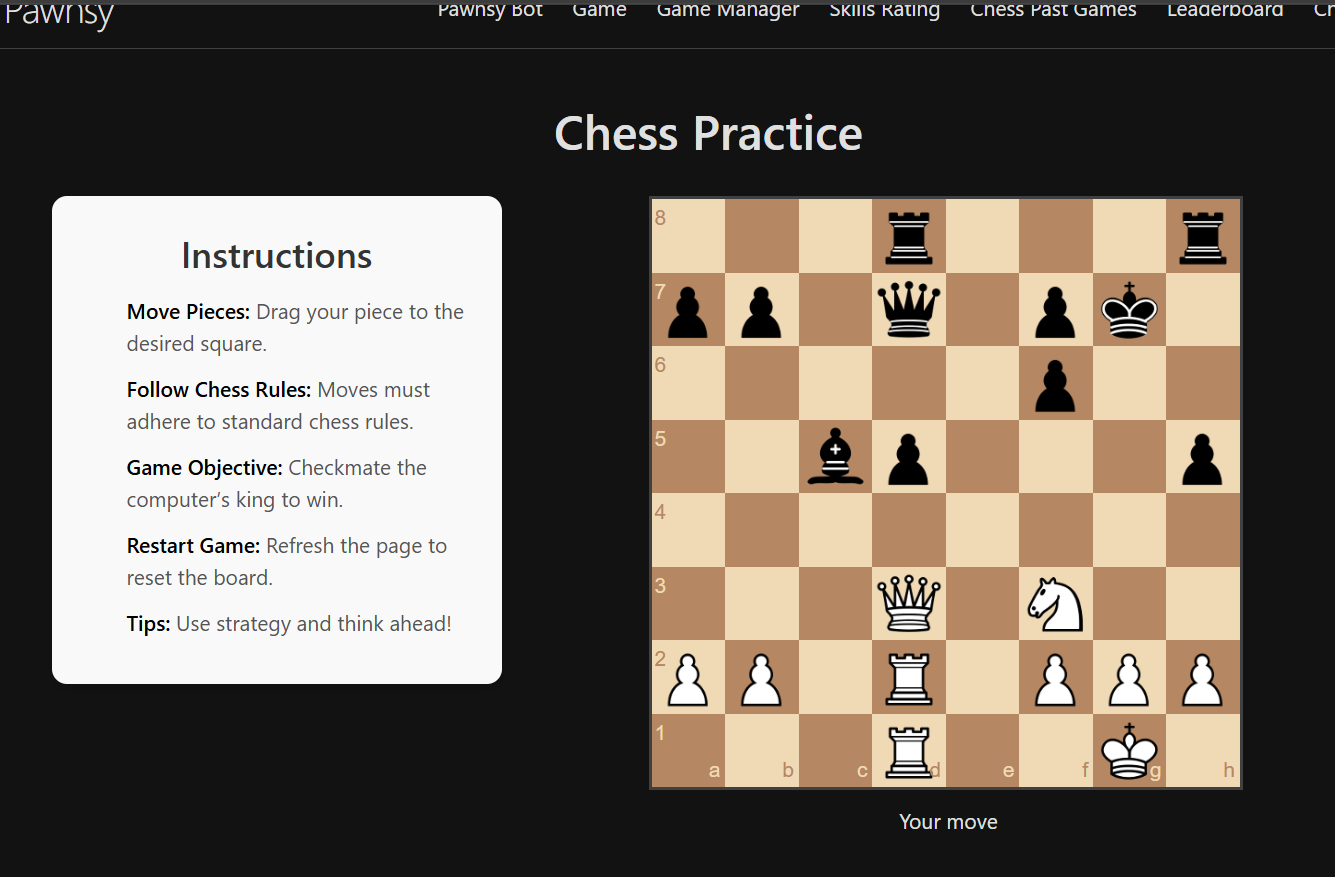 Pawnsy
Pawnsy Bot Game Game Manager Skills Rating Chess Past Games Leaderboard Ch
Chess Practice
Instructions
Move Pieces: Drag your piece to the
desired square.
Follow Chess Rules: Moves must
adhere to standard chess rules.
Game Objective: Checkmate the
computer’s king to win.
Restart Game: Refresh the page to
reset the board.
Tips: Use strategy and think ahead!
8
7
6
5
4
3
2
1
a b c d e f g h
Your move